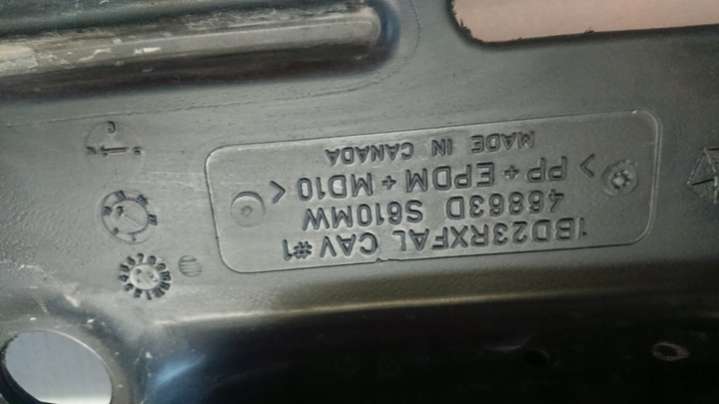 1BD23RXFAL CAV #1
46863D S610MW
> PP + EPDM + MD10 <
MADE IN CANADA